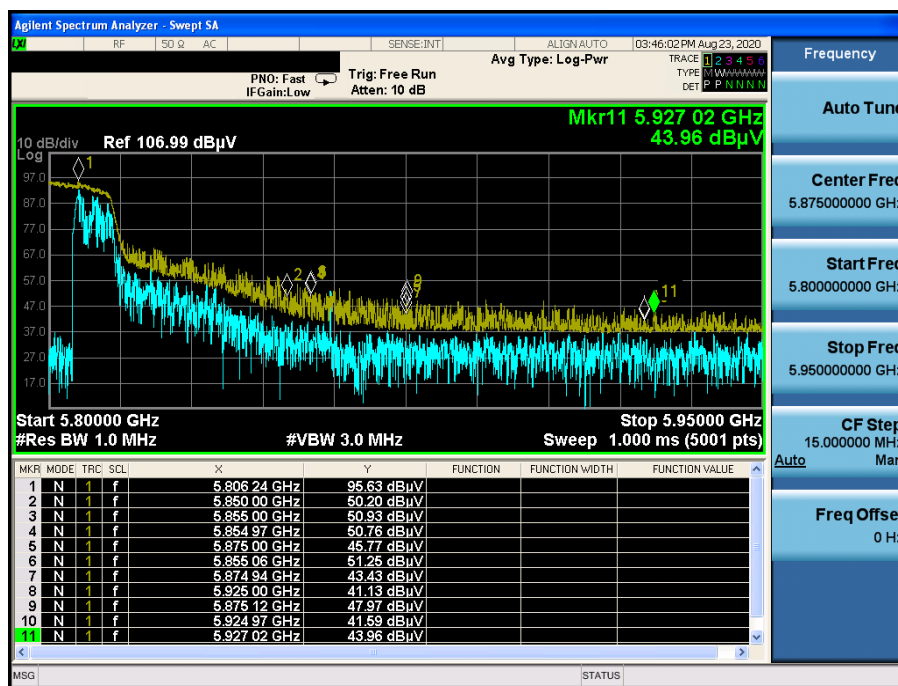 Agilent Spectrum Analyzer - Swept SA
LXI RF 50 Ω AC SENSE:INT ALIGN AUTO 03:46:02 PM Aug 23, 2020
Avg Type: Log-Pwr TRACE 1 2 3 4 5 6
PNO: Fast Trig: Free Run TYPE M W W W W W
IFGain:Low Atten: 10 dB DET P P N N N N
Mkr11 5.927 02 GHz
43.96 dBµV
10 dB/div Ref 106.99 dBµV
Log
1
97.0
87.0
77.0
67.0
57.0
2
9
11
47.0
37.0
27.0
17.0
Start 5.80000 GHz Stop 5.95000 GHz
#Res BW 1.0 MHz #VBW 3.0 MHz Sweep 1.000 ms (5001 pts)
MKR MODE TRC SCL X Y FUNCTION FUNCTION WIDTH FUNCTION VALUE
1 N 1 f 5.806 24 GHz 95.63 dBµV
2 N 1 f 5.850 00 GHz 50.20 dBµV
3 N 1 f 5.855 00 GHz 50.93 dBµV
4 N 1 f 5.854 97 GHz 50.76 dBµV
5 N 1 f 5.875 00 GHz 45.77 dBµV
6 N 1 f 5.855 06 GHz 51.25 dBµV
7 N 1 f 5.874 94 GHz 43.43 dBµV
8 N 1 f 5.925 00 GHz 41.13 dBµV
9 N 1 f 5.875 12 GHz 47.97 dBµV
10 N 1 f 5.924 97 GHz 41.59 dBµV
11 N 1 f 5.927 02 GHz 43.96 dBµV
MSG STATUS
Frequency
Auto Tune
Center Freq
5.875000000 GHz
Start Freq
5.800000000 GHz
Stop Freq
5.950000000 GHz
CF Step
15.000000 MHz
Auto Man
Freq Offset
0 Hz